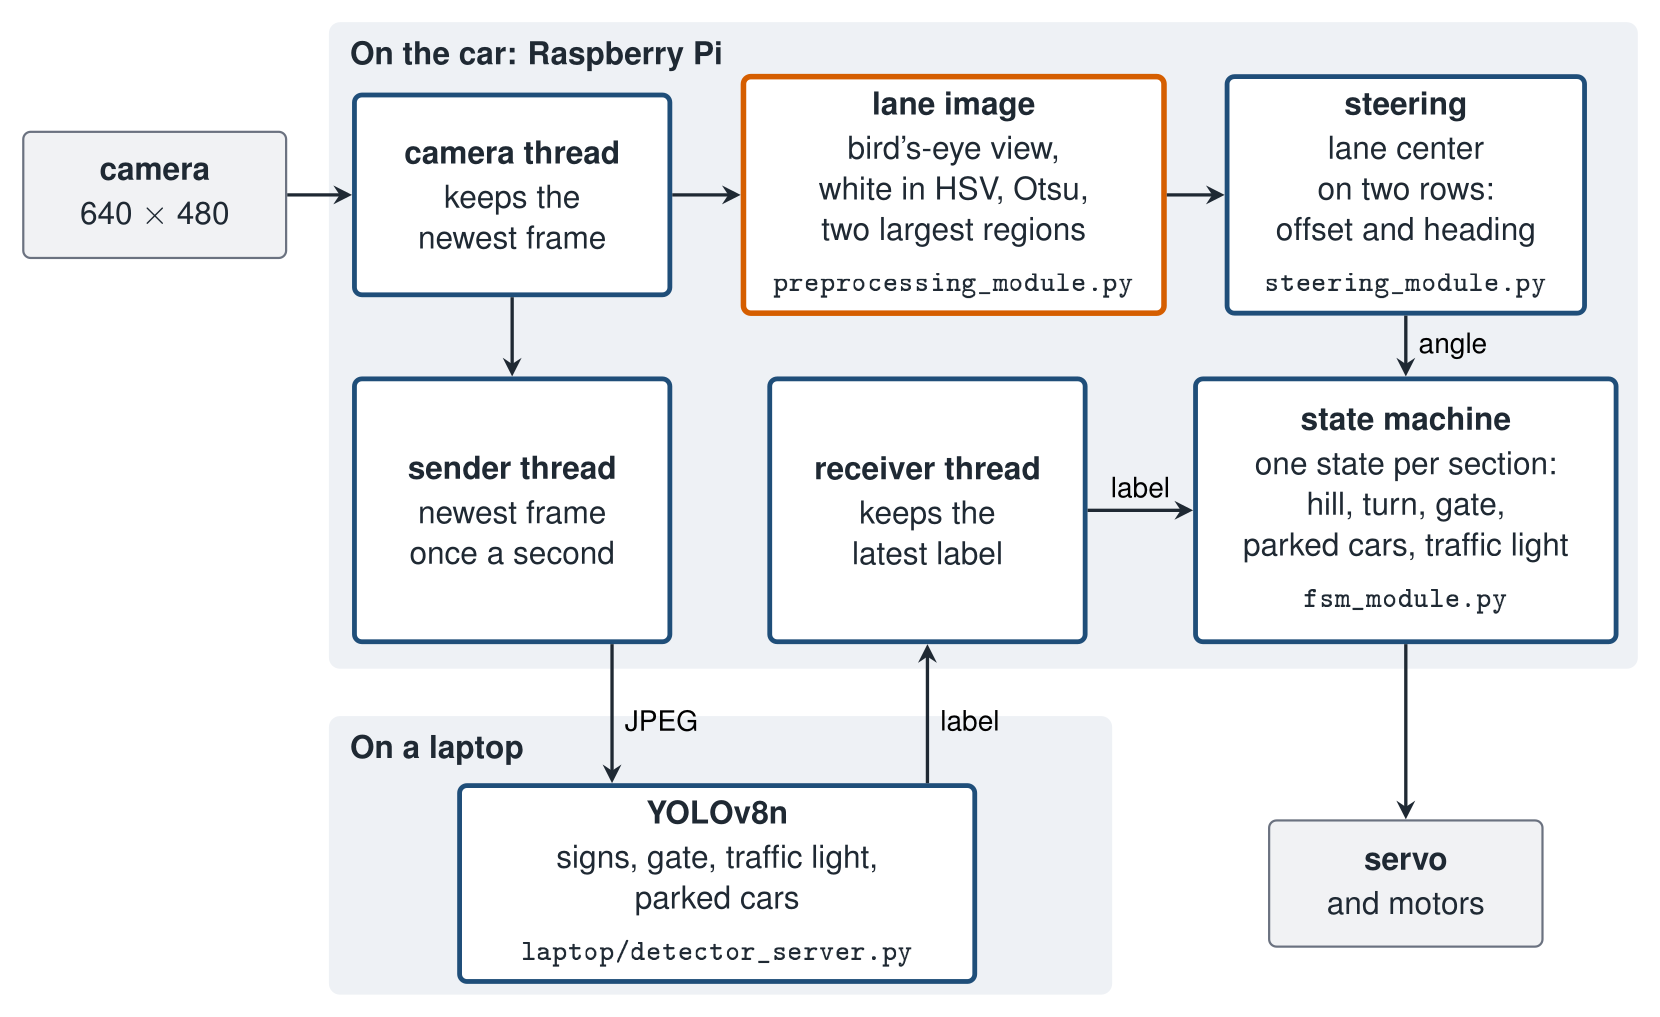 On the car: Raspberry Pi
camera
640 × 480
camera thread
keeps the
newest frame
lane image
bird’s-eye view,
white in HSV, Otsu,
two largest regions
preprocessing_module.py
steering
lane center
on two rows:
offset and heading
steering_module.py
angle
sender thread
newest frame
once a second
receiver thread
keeps the
latest label
label
state machine
one state per section:
hill, turn, gate,
parked cars, traffic light
fsm_module.py
JPEG
label
On a laptop
YOLOv8n
signs, gate, traffic light,
parked cars
laptop/detector_server.py
servo
and motors